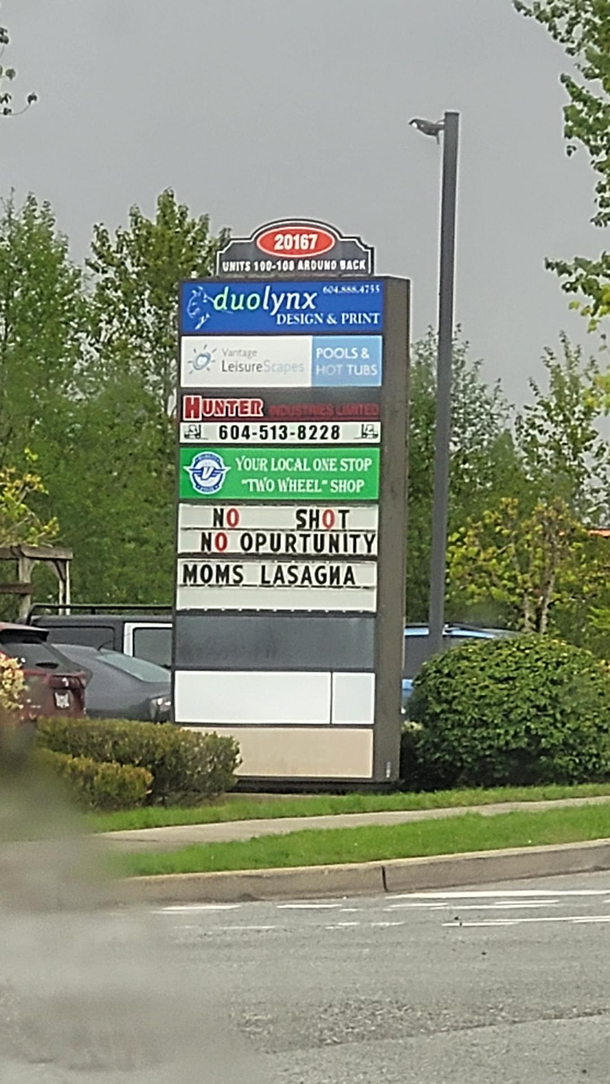 20167
UNITS 100-108 AROUND BACK
duolynx
604.888.4755
DESIGN & PRINT
Vantage
LeisureScapes
POOLS &
HOT TUBS
HUNTER INDUSTRIES LIMITED
604-513-8228
YOUR LOCAL ONE STOP
"TWO WHEEL" SHOP
NO SHOT
NO OPURTUNITY
MOMS LASAGNA